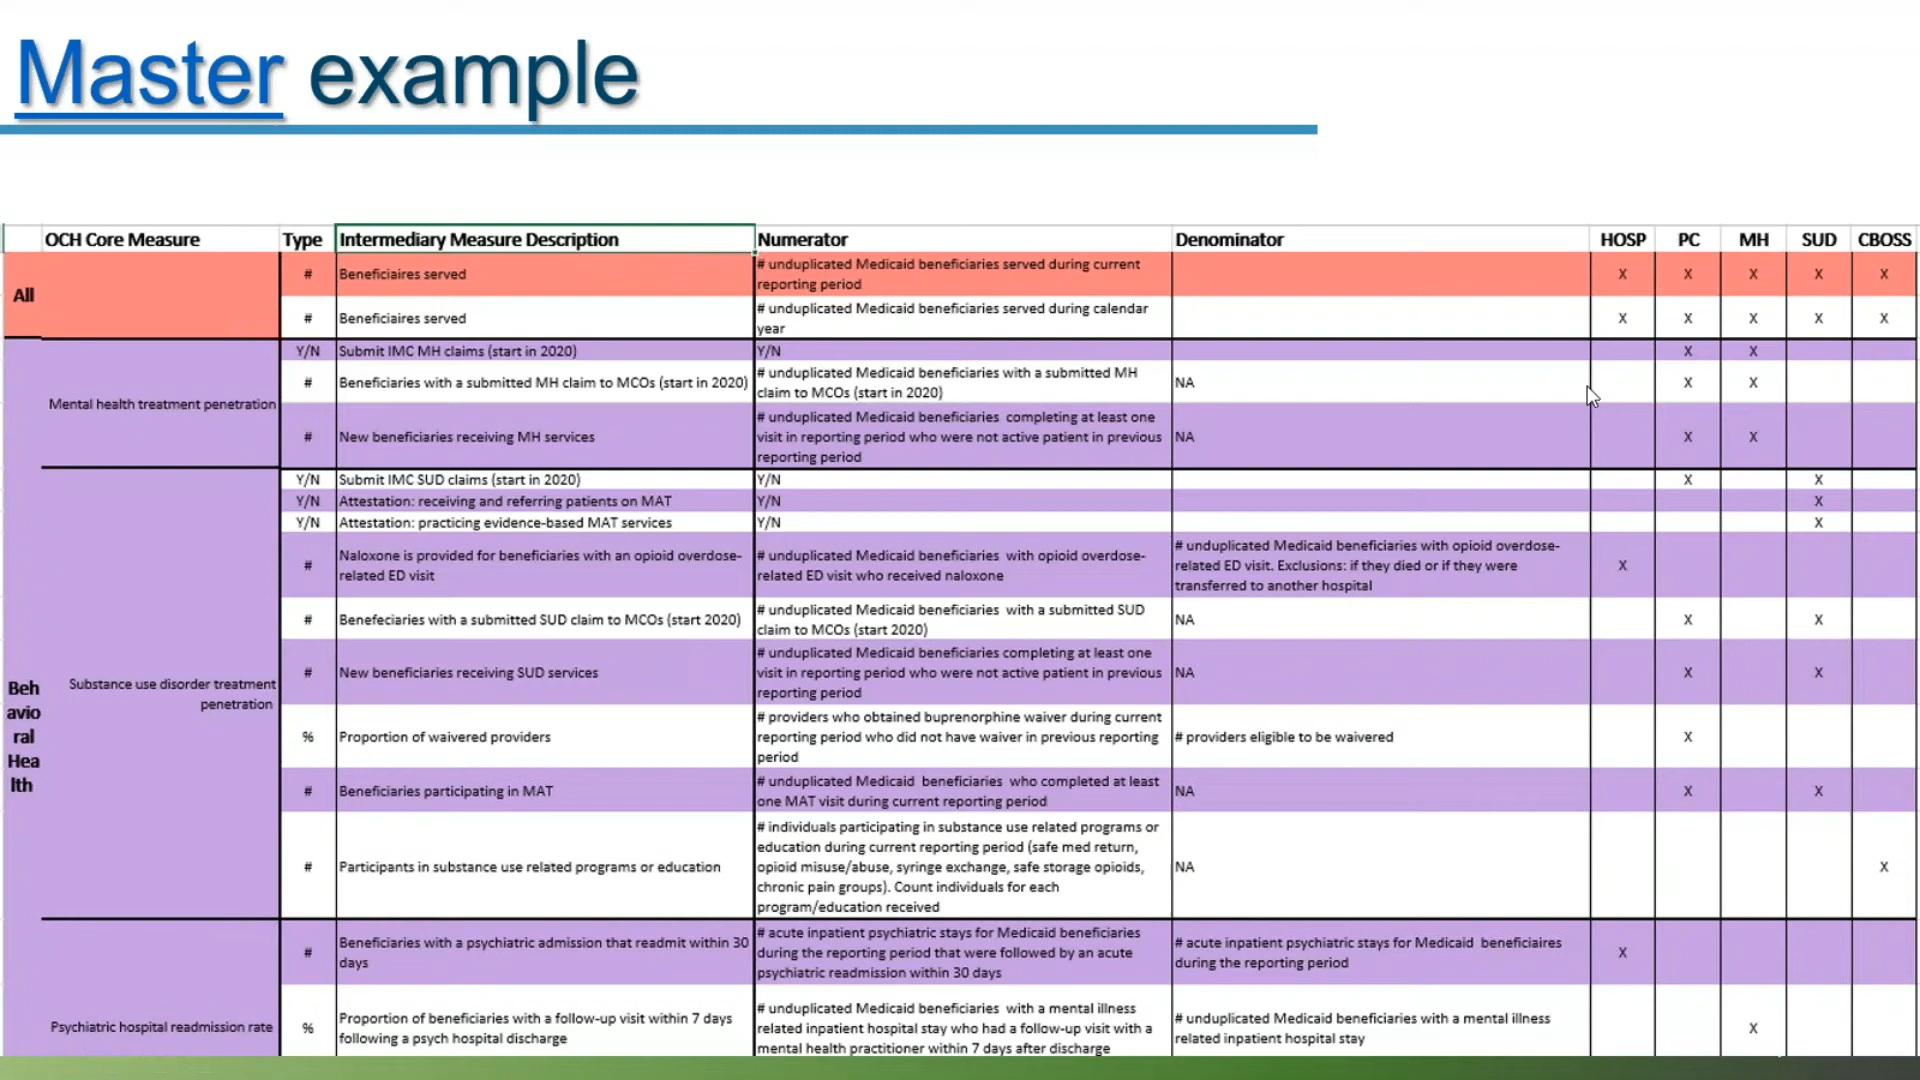 Master example
OCH Core Measure Type Intermediary Measure Description Numerator Denominator HOSP PC MH SUD CBOSS
All
# Beneficiaires served # unduplicated Medicaid beneficiaries served during current
reporting period
X X X X X
# Beneficiaires served # unduplicated Medicaid beneficiaries served during calendar
year
X X X X X
Beh
avio
ral
Hea
lth
Mental health treatment penetration
Y/N Submit IMC MH claims (start in 2020) Y/N X X
# Beneficiaries with a submitted MH claim to MCOs (start in 2020) # unduplicated Medicaid beneficiaries with a submitted MH
claim to MCOs (start in 2020)
NA X X
# New beneficiaries receiving MH services # unduplicated Medicaid beneficiaries completing at least one
visit in reporting period who were not active patient in previous
reporting period
NA X X
Substance use disorder treatment
penetration
Y/N Submit IMC SUD claims (start in 2020) Y/N X X
Y/N Attestation: receiving and referring patients on MAT Y/N X
Y/N Attestation: practicing evidence-based MAT services Y/N X
# Naloxone is provided for beneficiaries with an opioid overdose-
related ED visit
# unduplicated Medicaid beneficiaries with opioid overdose-
related ED visit who received naloxone
# unduplicated Medicaid beneficiaries with opioid overdose-
related ED visit. Exclusions: if they died or if they were
transferred to another hospital
X
# Benefeciaries with a submitted SUD claim to MCOs (start 2020) # unduplicated Medicaid beneficiaries with a submitted SUD
claim to MCOs (start 2020)
NA X X
# New beneficiaries receiving SUD services # unduplicated Medicaid beneficiaries completing at least one
visit in reporting period who were not active patient in previous
reporting period
NA X X
% Proportion of waivered providers # providers who obtained buprenorphine waiver during current
reporting period who did not have waiver in previous reporting
period
# providers eligible to be waivered X
# Beneficiaries participating in MAT # unduplicated Medicaid beneficiaries who completed at least
one MAT visit during current reporting period
NA X X
# Participants in substance use related programs or education # individuals participating in substance use related programs or
education during current reporting period (safe med return,
opioid misuse/abuse, syringe exchange, safe storage opioids,
chronic pain groups). Count individuals for each
program/education received
NA X
Psychiatric hospital readmission rate
# Beneficiaries with a psychiatric admission that readmit within 30
days
# acute inpatient psychiatric stays for Medicaid beneficiaries
during the reporting period that were followed by an acute
psychiatric readmission within 30 days
# acute inpatient psychiatric stays for Medicaid beneficiaires
during the reporting period
X
% Proportion of beneficiaries with a follow-up visit within 7 days
following a psych hospital discharge
# unduplicated Medicaid beneficiaries with a mental illness
related inpatient hospital stay who had a follow-up visit with a
mental health practitioner within 7 days after discharge
# unduplicated Medicaid beneficiaries with a mental illness
related inpatient hospital stay
X